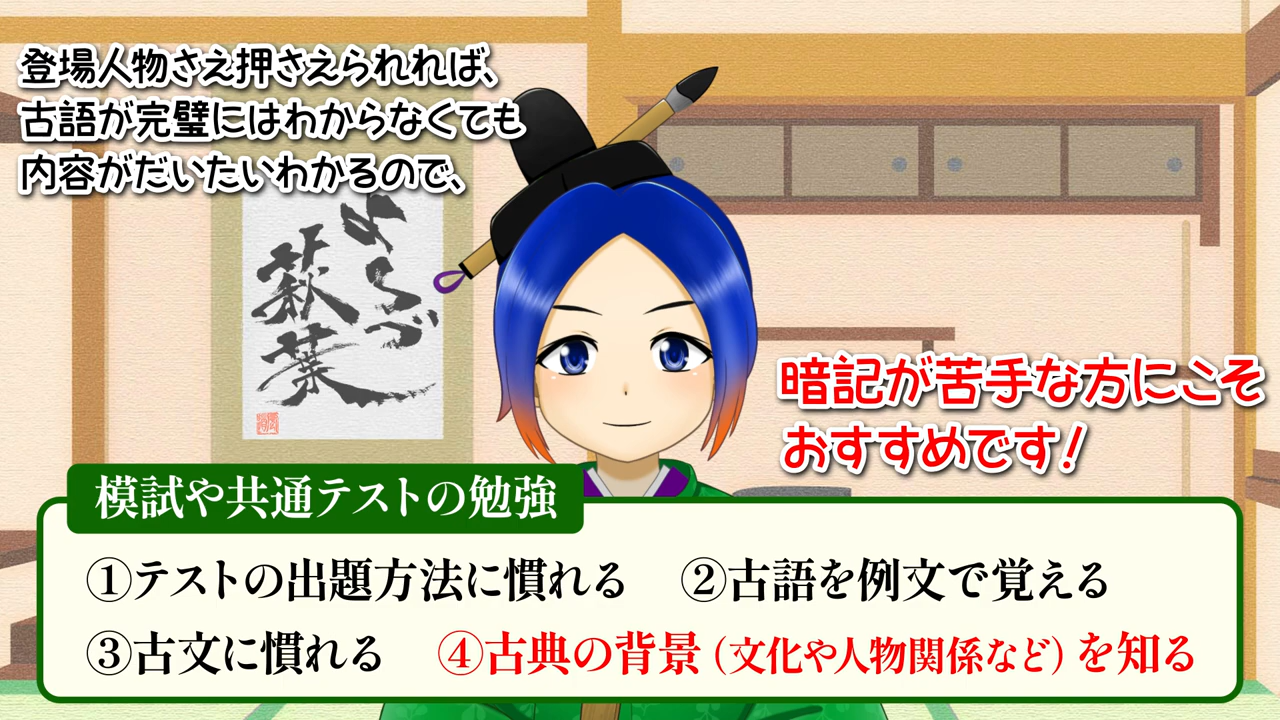 登場人物さえ押さえられれば、
古語が完璧にはわからなくても
内容がだいたいわかるので、
よろづ
萩葉
暗記が苦手な方にこそ
おすすめです!
模試や共通テストの勉強
①テストの出題方法に慣れる ②古語を例文で覚える
③古文に慣れる ④古典の背景(文化や人物関係など)を知る